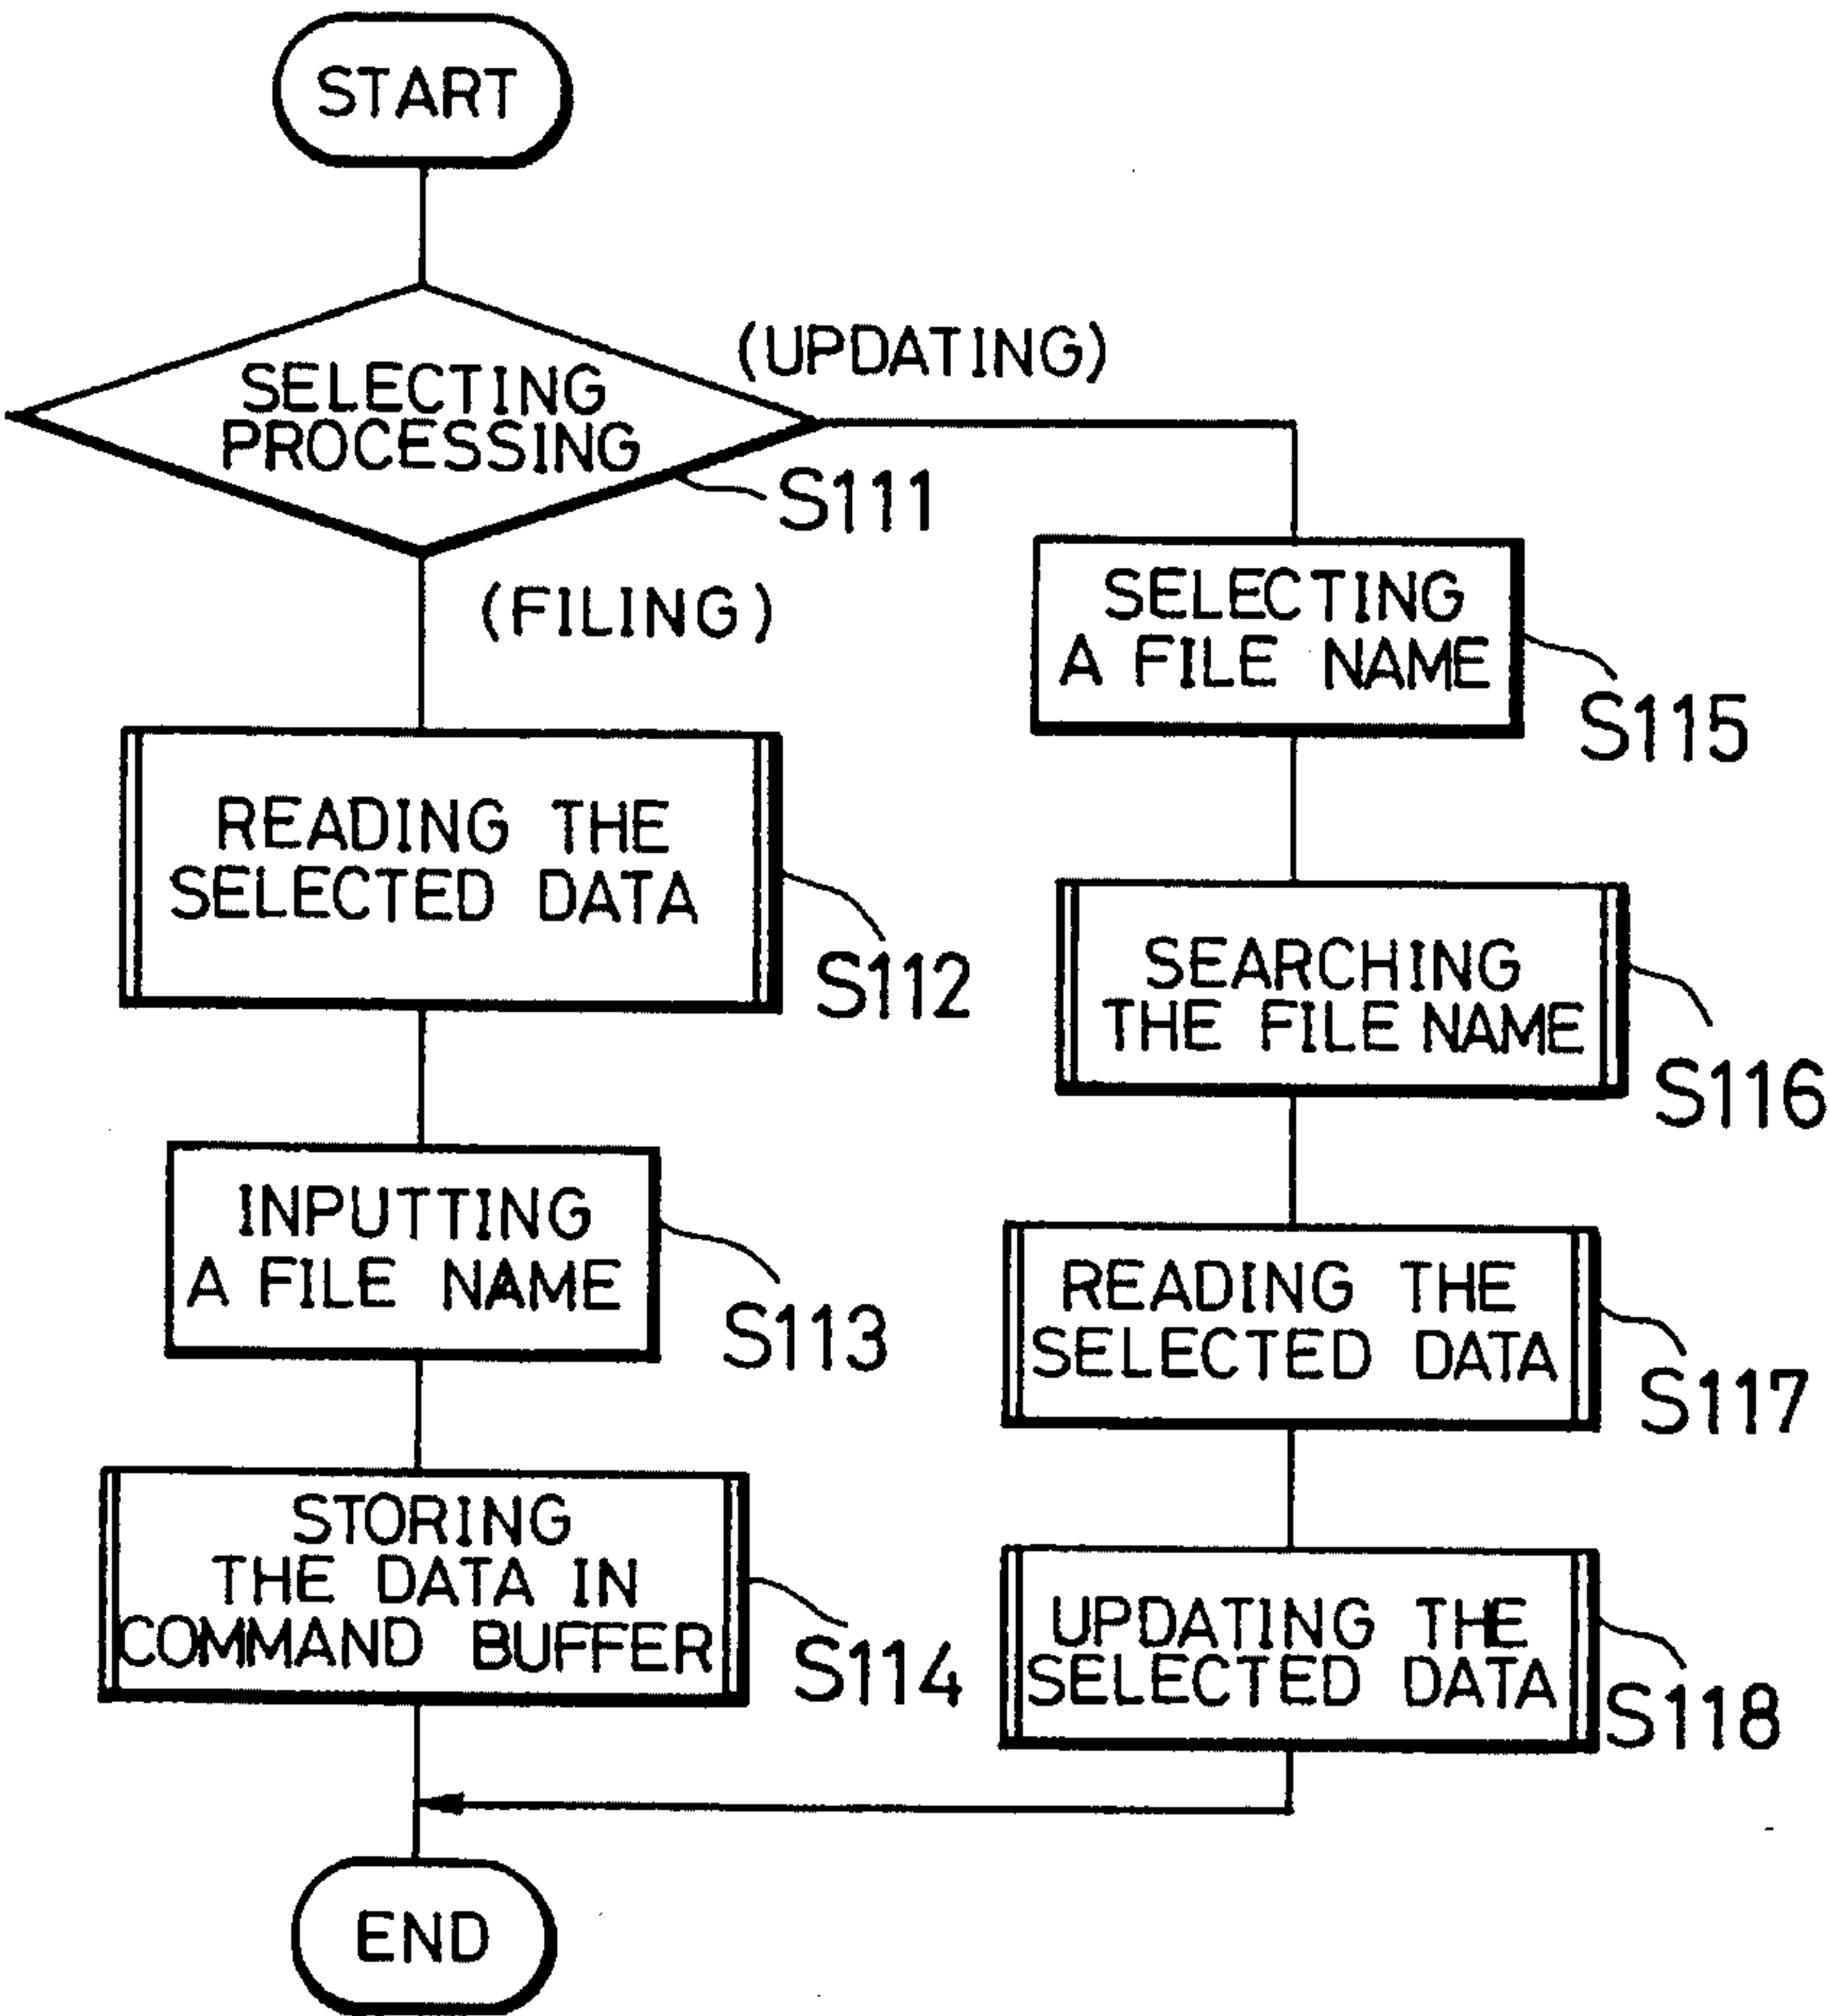 START
SELECTING
PROCESSING
(UPDATING)
S111
(FILING)
READING THE
SELECTED DATA
S112
INPUTTING
A FILE NAME
S113
STORING
THE DATA IN
COMMAND BUFFER
S114
SELECTING
A FILE NAME
S115
SEARCHING
THE FILE NAME
S116
READING THE
SELECTED DATA
S117
UPDATING THE
SELECTED DATA
S118
END